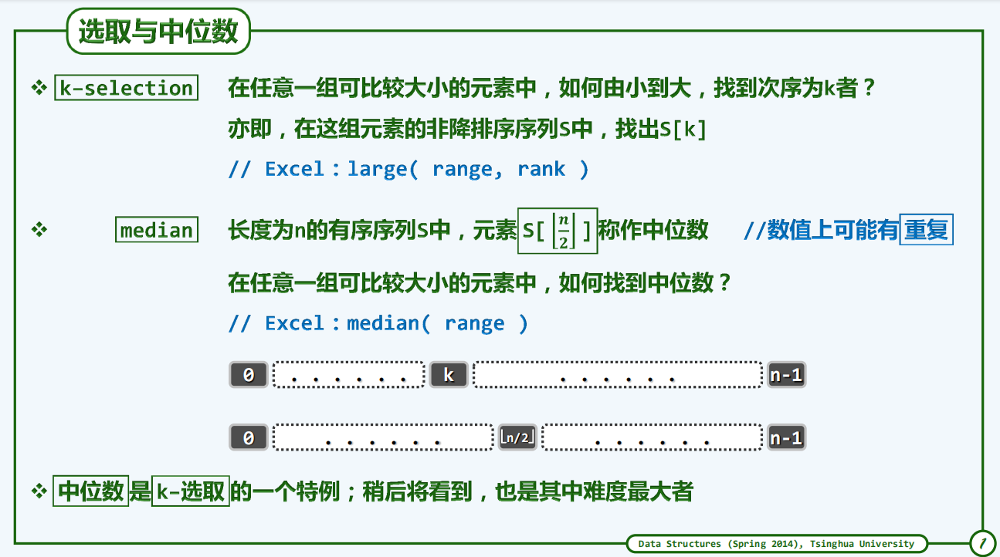 选取与中位数
❖ k-selection 在任意一组可比较大小的元素中，如何由小到大，找到次序为k者？
亦即，在这组元素的非降排序序列S中，找出S[k]
// Excel：large( range, rank )
❖ median 长度为n的有序序列S中，元素S[⌊n/2⌋]称作中位数 //数值上可能有重复
在任意一组可比较大小的元素中，如何找到中位数？
// Excel：median( range )
0 . . . . . . k . . . . . . n-1
0 . . . . . . ⌊n/2⌋ . . . . . . n-1
❖ 中位数是k-选取的一个特例；稍后将看到，也是其中难度最大者
Data Structures (Spring 2014), Tsinghua University 1